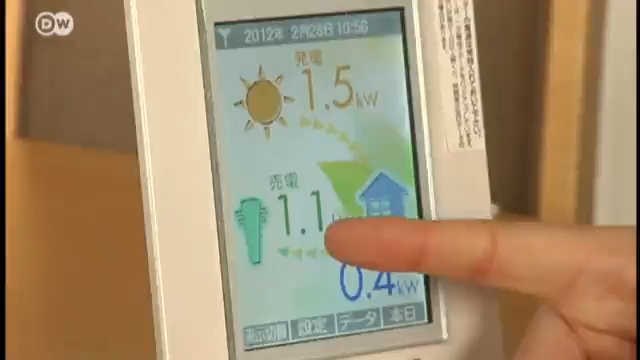 DW
2012年 2月28日 10:56
発電
1.5kW
売電
1.1
0.4kW
表示切替 設定 データ 本日